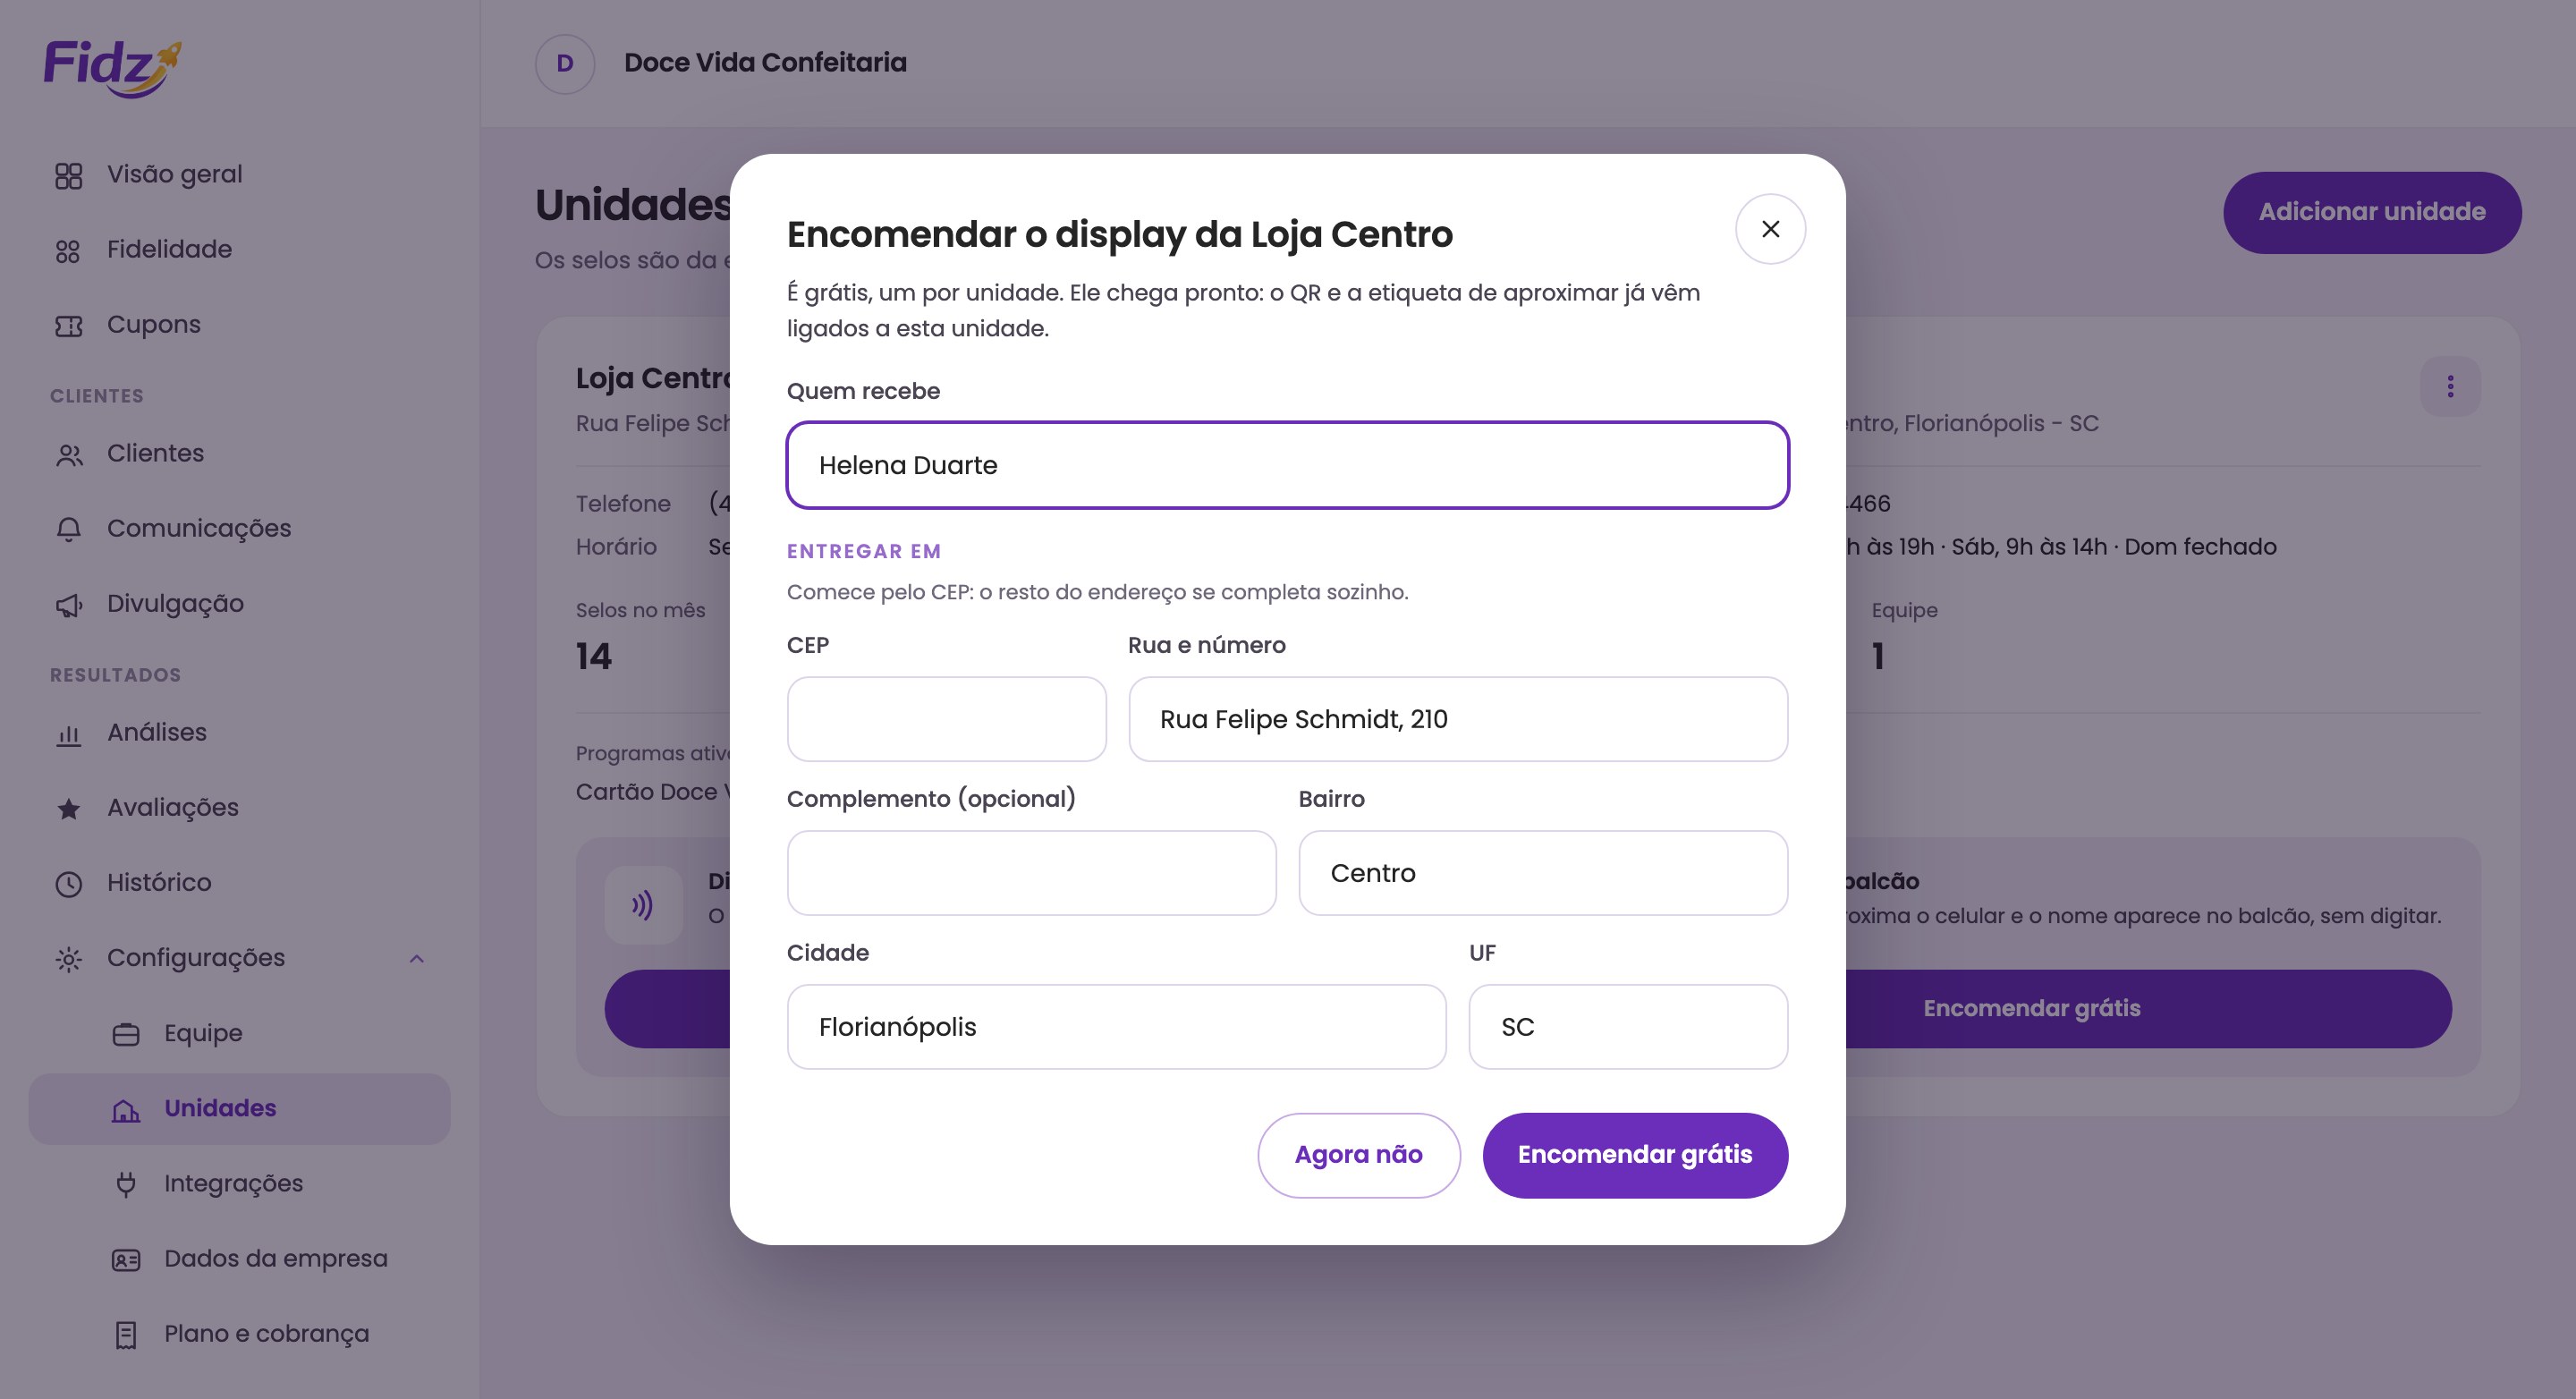 Fidz
Visão geral
Fidelidade
Cupons
CLIENTES
Clientes
Comunicações
Divulgação
RESULTADOS
Análises
Avaliações
Histórico
Configurações
Equipe
Unidades
Integrações
Dados da empresa
Plano e cobrança
D
Doce Vida Confeitaria
Unidades
Os selos são da
Adicionar unidade
Loja Centro
Rua Felipe
Telefone
Horário
Selos no mês
14
Programas
Cartão Doce
Encomendar o display da Loja Centro
É grátis, um por unidade. Ele chega pronto: o QR e a etiqueta de aproximar já vêm
ligados a esta unidade.
Quem recebe
Helena Duarte
ENTREGAR EM
Comece pelo CEP: o resto do endereço se completa sozinho.
CEP
Rua e número
Rua Felipe Schmidt, 210
Complemento (opcional)
Bairro
Centro
Cidade
UF
Florianópolis
SC
Agora não
Encomendar grátis
Florianópolis - SC
466
às 19h · Sáb, 9h às 14h · Dom fechado
Equipe
1
balcão
o celular e o nome aparece no balcão, sem digitar.
Encomendar grátis